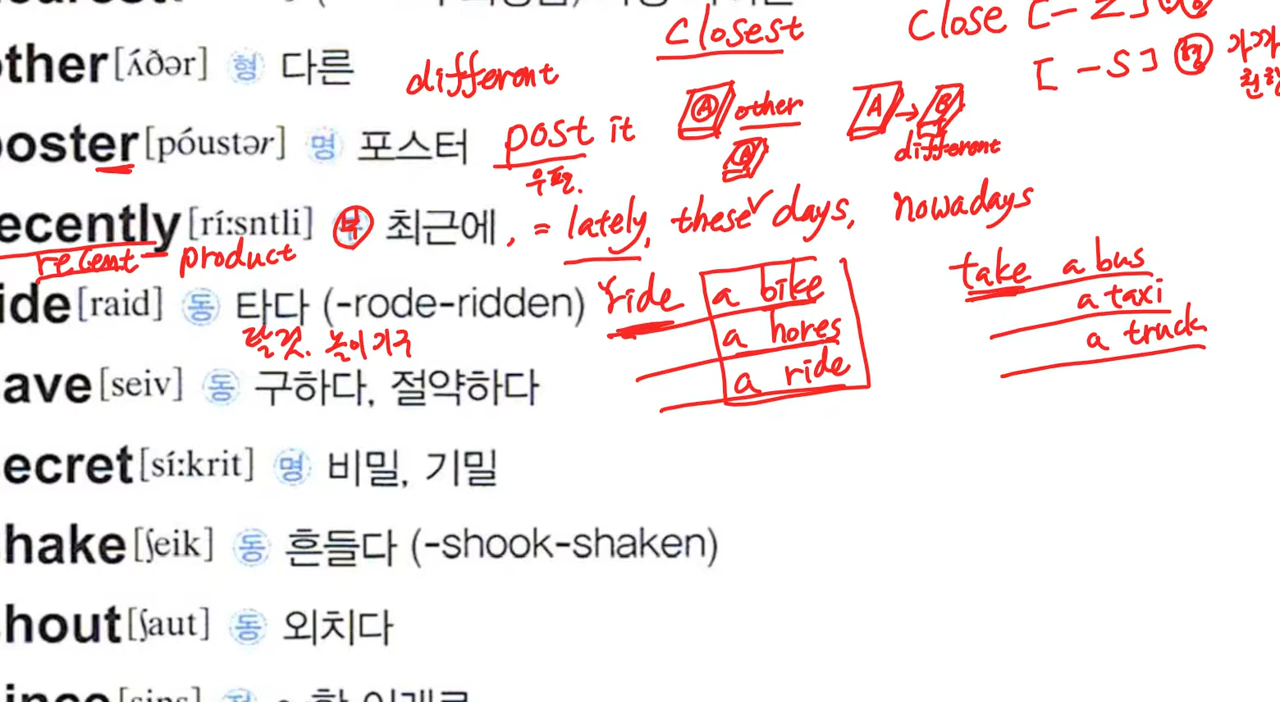 closest
close [-z]
[-s] 형
other[ʌ́ðər] 형 다른 different
A other A → B
different
poster[póustər] 명 포스터 post it
우편.
ecently[ríːsntli] 부 최근에, = lately, these days, nowadays
recent product
ide[raid] 동 타다 (-rode-ridden) ride a bike take a bus
a taxi
탈것. 놀이기구 a hores a truck
a ride
ave[seiv] 동 구하다, 절약하다
ecret[síːkrit] 명 비밀, 기밀
hake[ʃeik] 동 흔들다 (-shook-shaken)
hout[ʃaut] 동 외치다